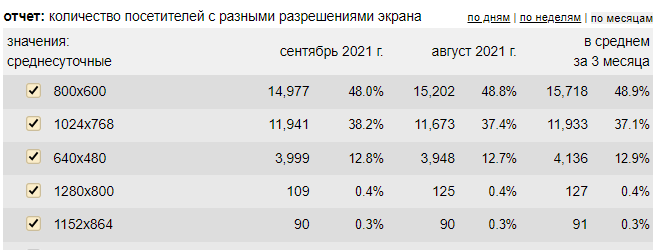 отчет: количество посетителей с разными разрешениями экрана по дням | по неделям | по месяцам
значения: среднесуточные сентябрь 2021 г. август 2021 г. в среднем за 3 месяца
800x600 14,977 48.0% 15,202 48.8% 15,718 48.9%
1024x768 11,941 38.2% 11,673 37.4% 11,933 37.1%
640x480 3,999 12.8% 3,948 12.7% 4,136 12.9%
1280x800 109 0.4% 125 0.4% 127 0.4%
1152x864 90 0.3% 90 0.3% 91 0.3%